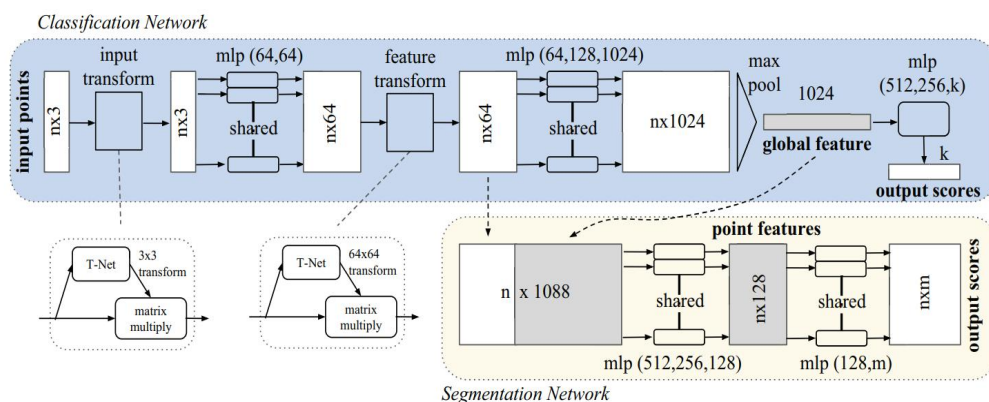 Classification Network
input points
nx3
input
transform
nx3
mlp (64,64)
shared
nx64
feature
transform
nx64
mlp (64,128,1024)
shared
nx1024
max
pool
1024
global feature
mlp
(512,256,k)
k
output scores
T-Net
3x3
transform
matrix
multiply
T-Net
64x64
transform
matrix
multiply
point features
n x 1088
shared
mlp (512,256,128)
nx128
shared
mlp (128,m)
nxm
output scores
Segmentation Network